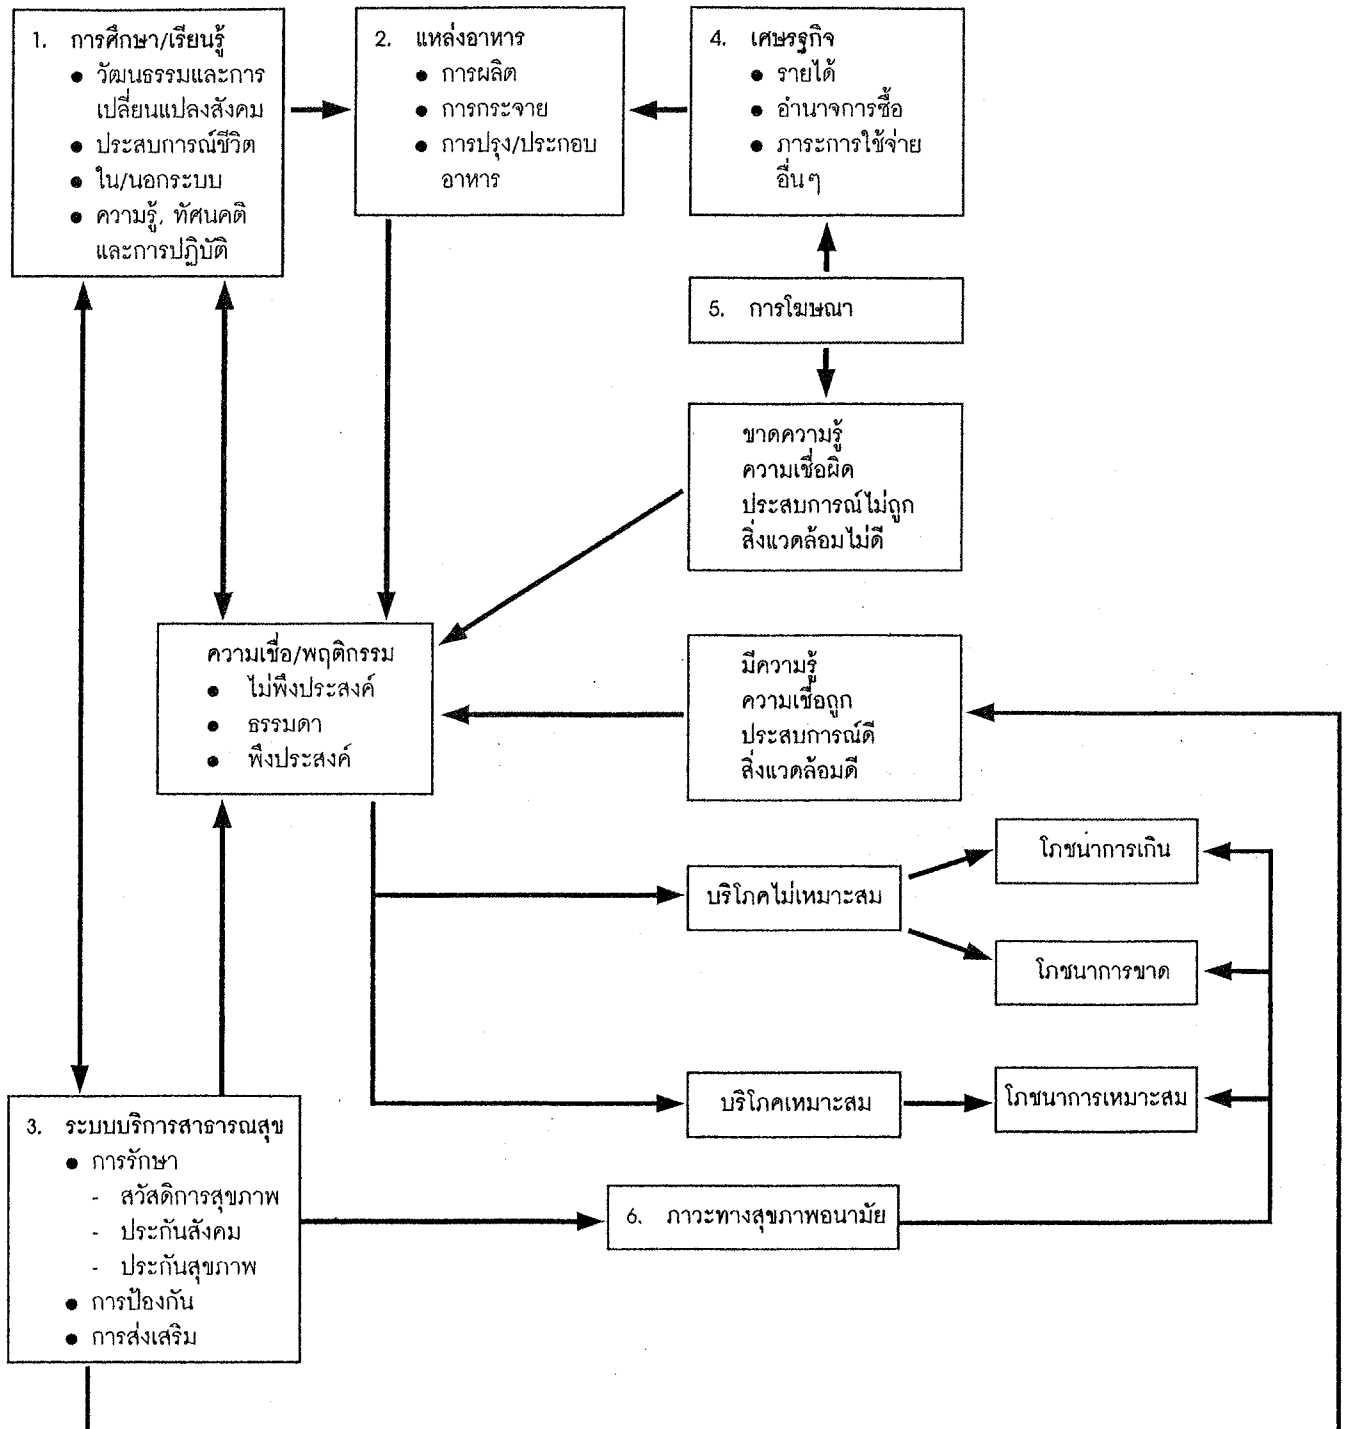 1. การศึกษา/เรียนรู้
● วัฒนธรรมและการ
เปลี่ยนแปลงสังคม
● ประสบการณ์ชีวิต
● ใน/นอกระบบ
● ความรู้, ทัศนคติ
และการปฏิบัติ
2. แหล่งอาหาร
● การผลิต
● การกระจาย
● การปรุง/ประกอบ
อาหาร
4. เศรษฐกิจ
● รายได้
● อำนาจการซื้อ
● ภาระการใช้จ่าย
อื่นๆ
5. การโฆษณา
ขาดความรู้
ความเชื่อผิด
ประสบการณ์ไม่ถูก
สิ่งแวดล้อมไม่ดี
ความเชื่อ/พฤติกรรม
● ไม่พึงประสงค์
● ธรรมดา
● พึงประสงค์
มีความรู้
ความเชื่อถูก
ประสบการณ์ดี
สิ่งแวดล้อมดี
โภชนาการเกิน
บริโภคไม่เหมาะสม
โภชนาการขาด
บริโภคเหมาะสม
โภชนาการเหมาะสม
3. ระบบบริการสาธารณสุข
● การรักษา
- สวัสดิการสุขภาพ
- ประกันสังคม
- ประกันสุขภาพ
● การป้องกัน
● การส่งเสริม
6. ภาวะทางสุขภาพอนามัย